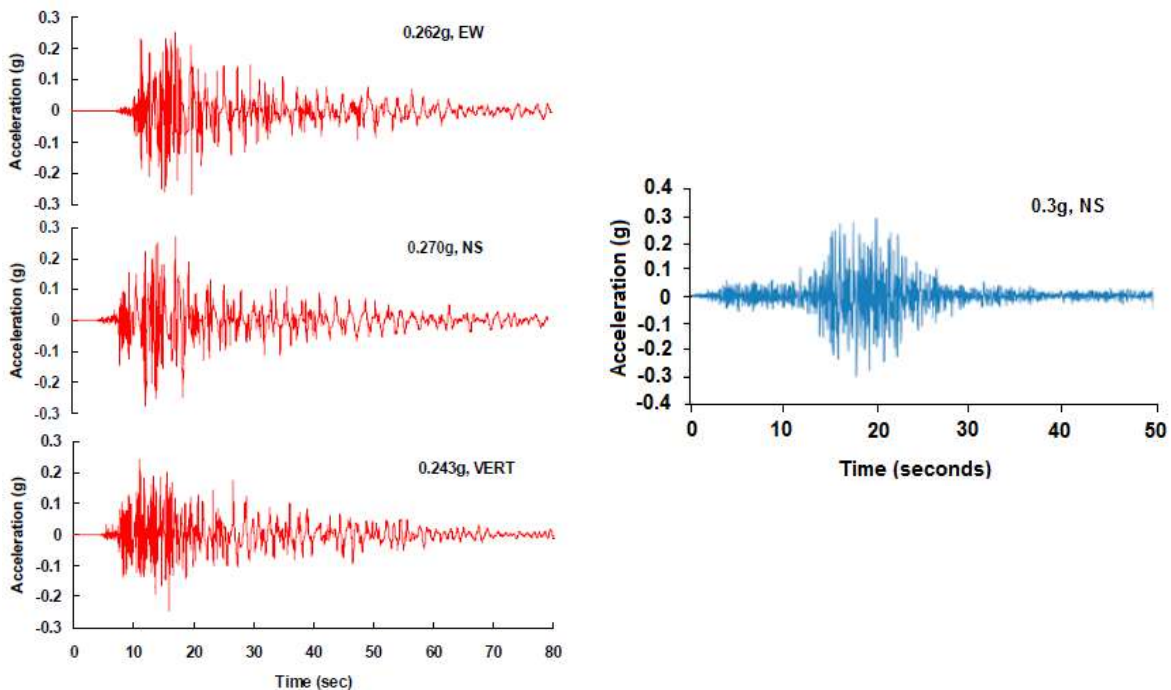 0.3
0.2
0.1
0
-0.1
-0.2
-0.3
Acceleration (g)
0.262g, EW
0.3
0.2
0.1
0
-0.1
-0.2
-0.3
Acceleration (g)
0.270g, NS
0.3
0.2
0.1
0
-0.1
-0.2
-0.3
Acceleration (g)
0.243g, VERT
0 10 20 30 40 50 60 70 80
Time (sec)
0.4
0.3
0.2
0.1
0
-0.1
-0.2
-0.3
-0.4
Acceleration (g)
0.3g, NS
0 10 20 30 40 50
Time (seconds)